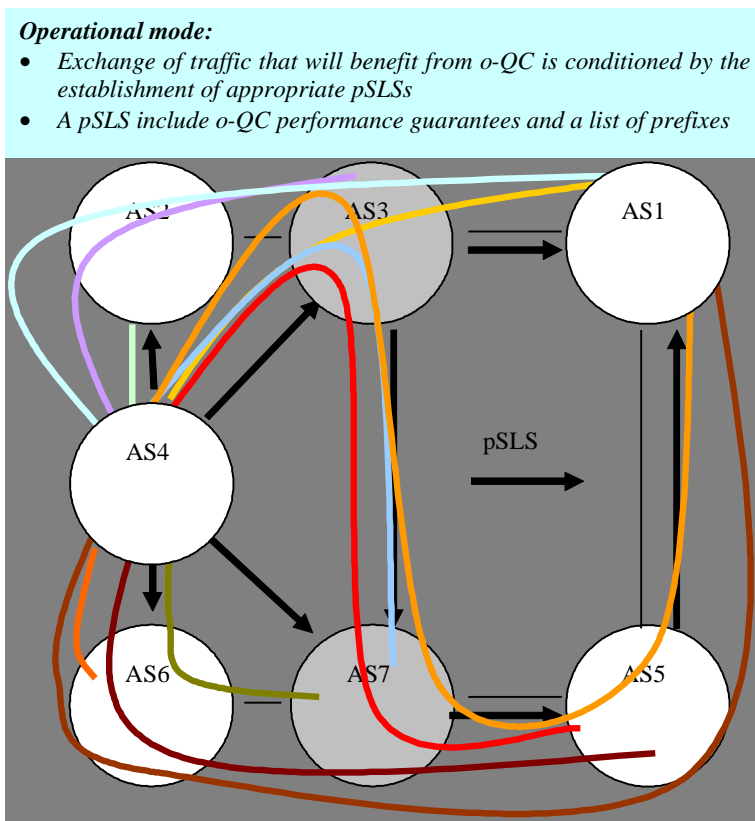 Operational mode:
• Exchange of traffic that will benefit from o-QC is conditioned by the
establishment of appropriate pSLSs
• A pSLS include o-QC performance guarantees and a list of prefixes
AS2
AS3
AS1
AS4
pSLS
AS6
AS7
AS5